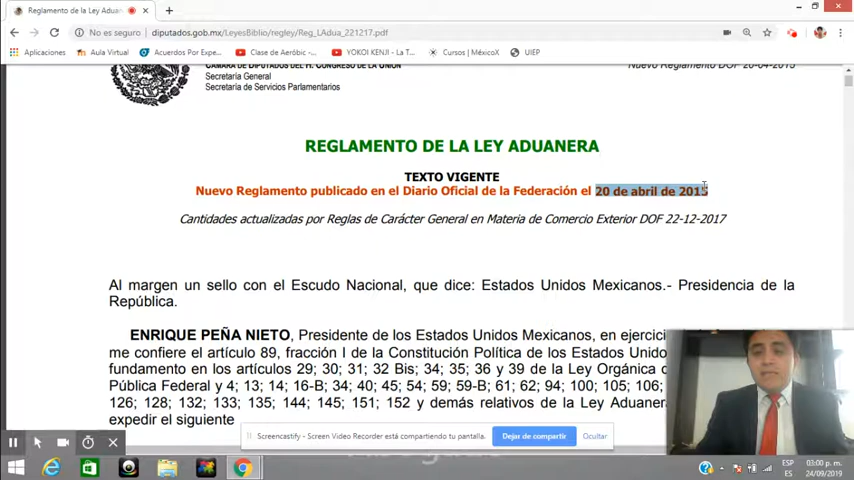 Reglamento de la Ley Aduan
No es seguro | diputados.gob.mx/LeyesBiblio/regley/Reg_LAdua_221217.pdf
Aplicaciones Aula Virtual Acuerdos Por Expe... Clase de Aeróbic -... YOKOI KENJI - La T... Cursos | MéxicoX UIEP
CÁMARA DE DIPUTADOS DEL H. CONGRESO DE LA UNIÓN
Nuevo Reglamento DOF 20-04-2015
Secretaría General
Secretaría de Servicios Parlamentarios
REGLAMENTO DE LA LEY ADUANERA
TEXTO VIGENTE
Nuevo Reglamento publicado en el Diario Oficial de la Federación el 20 de abril de 2015
Cantidades actualizadas por Reglas de Carácter General en Materia de Comercio Exterior DOF 22-12-2017
Al margen un sello con el Escudo Nacional, que dice: Estados Unidos Mexicanos.- Presidencia de la
República.
ENRIQUE PEÑA NIETO, Presidente de los Estados Unidos Mexicanos, en ejercici
me confiere el artículo 89, fracción I de la Constitución Política de los Estados Unido
fundamento en los artículos 29; 30; 31; 32 Bis; 34; 35; 36 y 39 de la Ley Orgánica d
Pública Federal y 4; 13; 14; 16-B; 34; 40; 45; 54; 59; 59-B; 61; 62; 94; 100; 105; 106;
126; 128; 132; 133; 135; 144; 145; 151; 152 y demás relativos de la Ley Aduaner
expedir el siguiente
Screencastify - Screen Video Recorder está compartiendo tu pantalla. Dejar de compartir Ocultar
ESP 03:00 p. m.
ES 24/09/2019